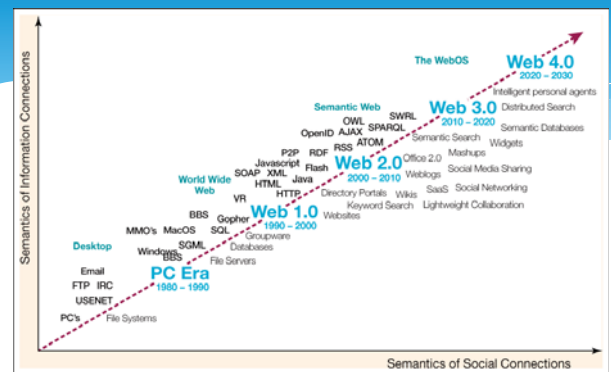 Semantics of Information Connections
The WebOS
Web 4.0
2020 – 2030
Intelligent personal agents
Semantic Web
SWRL
Web 3.0
2010 – 2020
Distributed Search
OWL
OpenID AJAX SPARQL
Semantic Databases
ATOM
Semantic Search
Widgets
P2P RDF RSS
Javascript Flash
Web 2.0
2000 – 2010
Office 2.0
Mashups
World Wide
Web
SOAP XML
Java
Weblogs
Social Media Sharing
HTML
HTTP
Directory Portals
Wikis
SaaS
Social Networking
VR
Keyword Search
Lightweight Collaboration
BBS
Gopher
Web 1.0
1990 – 2000
Websites
MMO's MacOS SQL
Groupware
Desktop
SGML
Databases
Windows
BBS
File Servers
Email
PC Era
1980 – 1990
FTP IRC
USENET
PC's
File Systems
Semantics of Social Connections